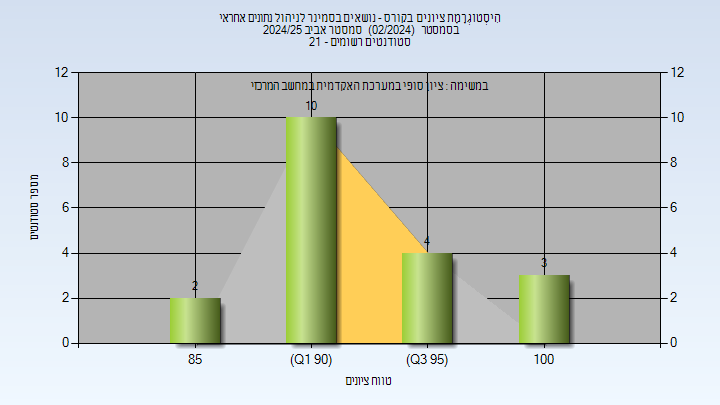 היסטוגרמת ציונים בקורס - נושאים בסמינר לניהול נתונים אחראי
בסמסטר (02/2024) סמסטר אביב 2024/25
סטודנטים רשומים - 21
במשימה : ציון סופי במערכת האקדמית במחשב המרכזי
12 12
10 10
10
8 8
מספר סטודנטים
6 6
4
4 4
3
2
2 2
0 0
85 (Q1 90) (Q3 95) 100
טווח ציונים